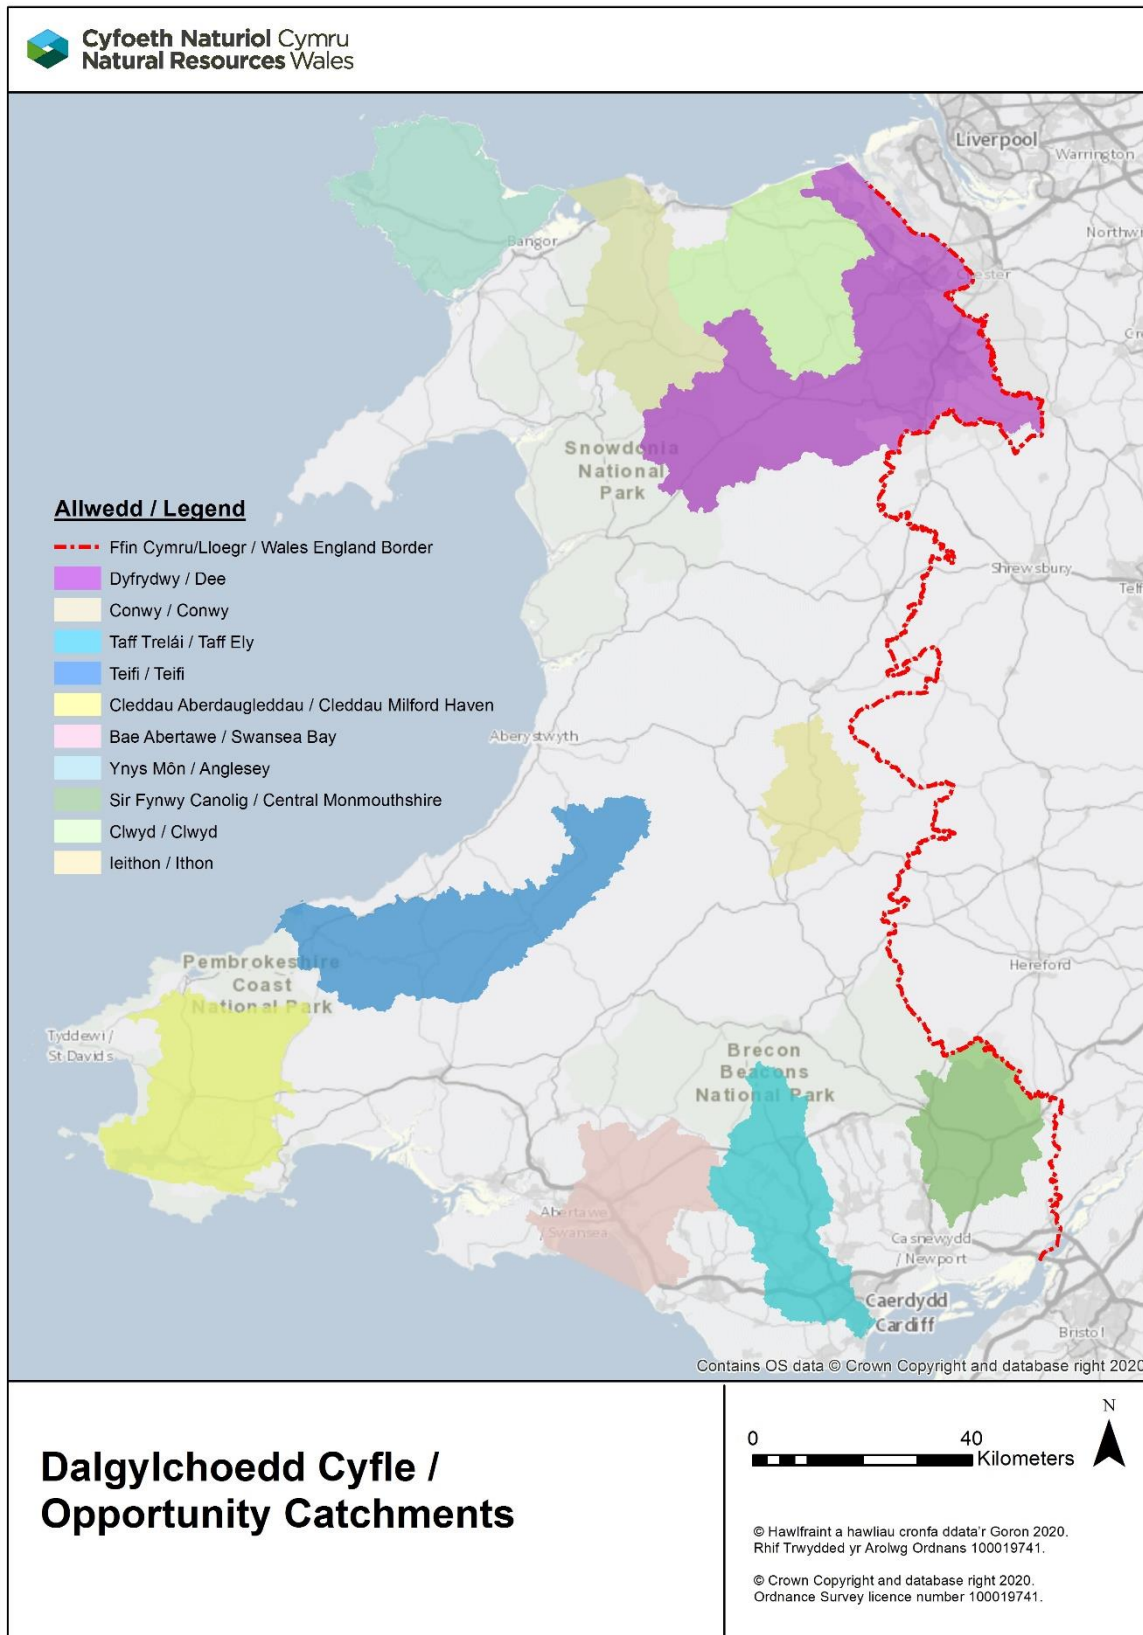 Cyfoeth Naturiol Cymru
Natural Resources Wales
Liverpool
Warrington
Northwi
Bangor
Chester
Snowdonia
National
Park
Allwedd / Legend
Ffin Cymru/Lloegr / Wales England Border
Dyfrydwy / Dee
Conwy / Conwy
Taff Trelái / Taff Ely
Teifi / Teifi
Cleddau Aberdaugleddau / Cleddau Milford Haven
Bae Abertawe / Swansea Bay
Ynys Môn / Anglesey
Sir Fynwy Canolig / Central Monmouthshire
Clwyd / Clwyd
Ieithon / Ithon
Shrewsbury
Telf
Aberystwyth
Pembrokeshire
Coast
National Park
Hereford
Tyddewi /
St Davids
Brecon
Beacons
National Park
Abertawe
/ Swansea
Casnewydd
/ Newport
Caerdydd
Cardiff
Bristol
Contains OS data © Crown Copyright and database right 2020
Dalgylchoedd Cyfle /
Opportunity Catchments
0 40
Kilometers
N
© Hawlfraint a hawliau cronfa ddata'r Goron 2020.
Rhif Trwydded yr Arolwg Ordnans 100019741.
© Crown Copyright and database right 2020.
Ordnance Survey licence number 100019741.